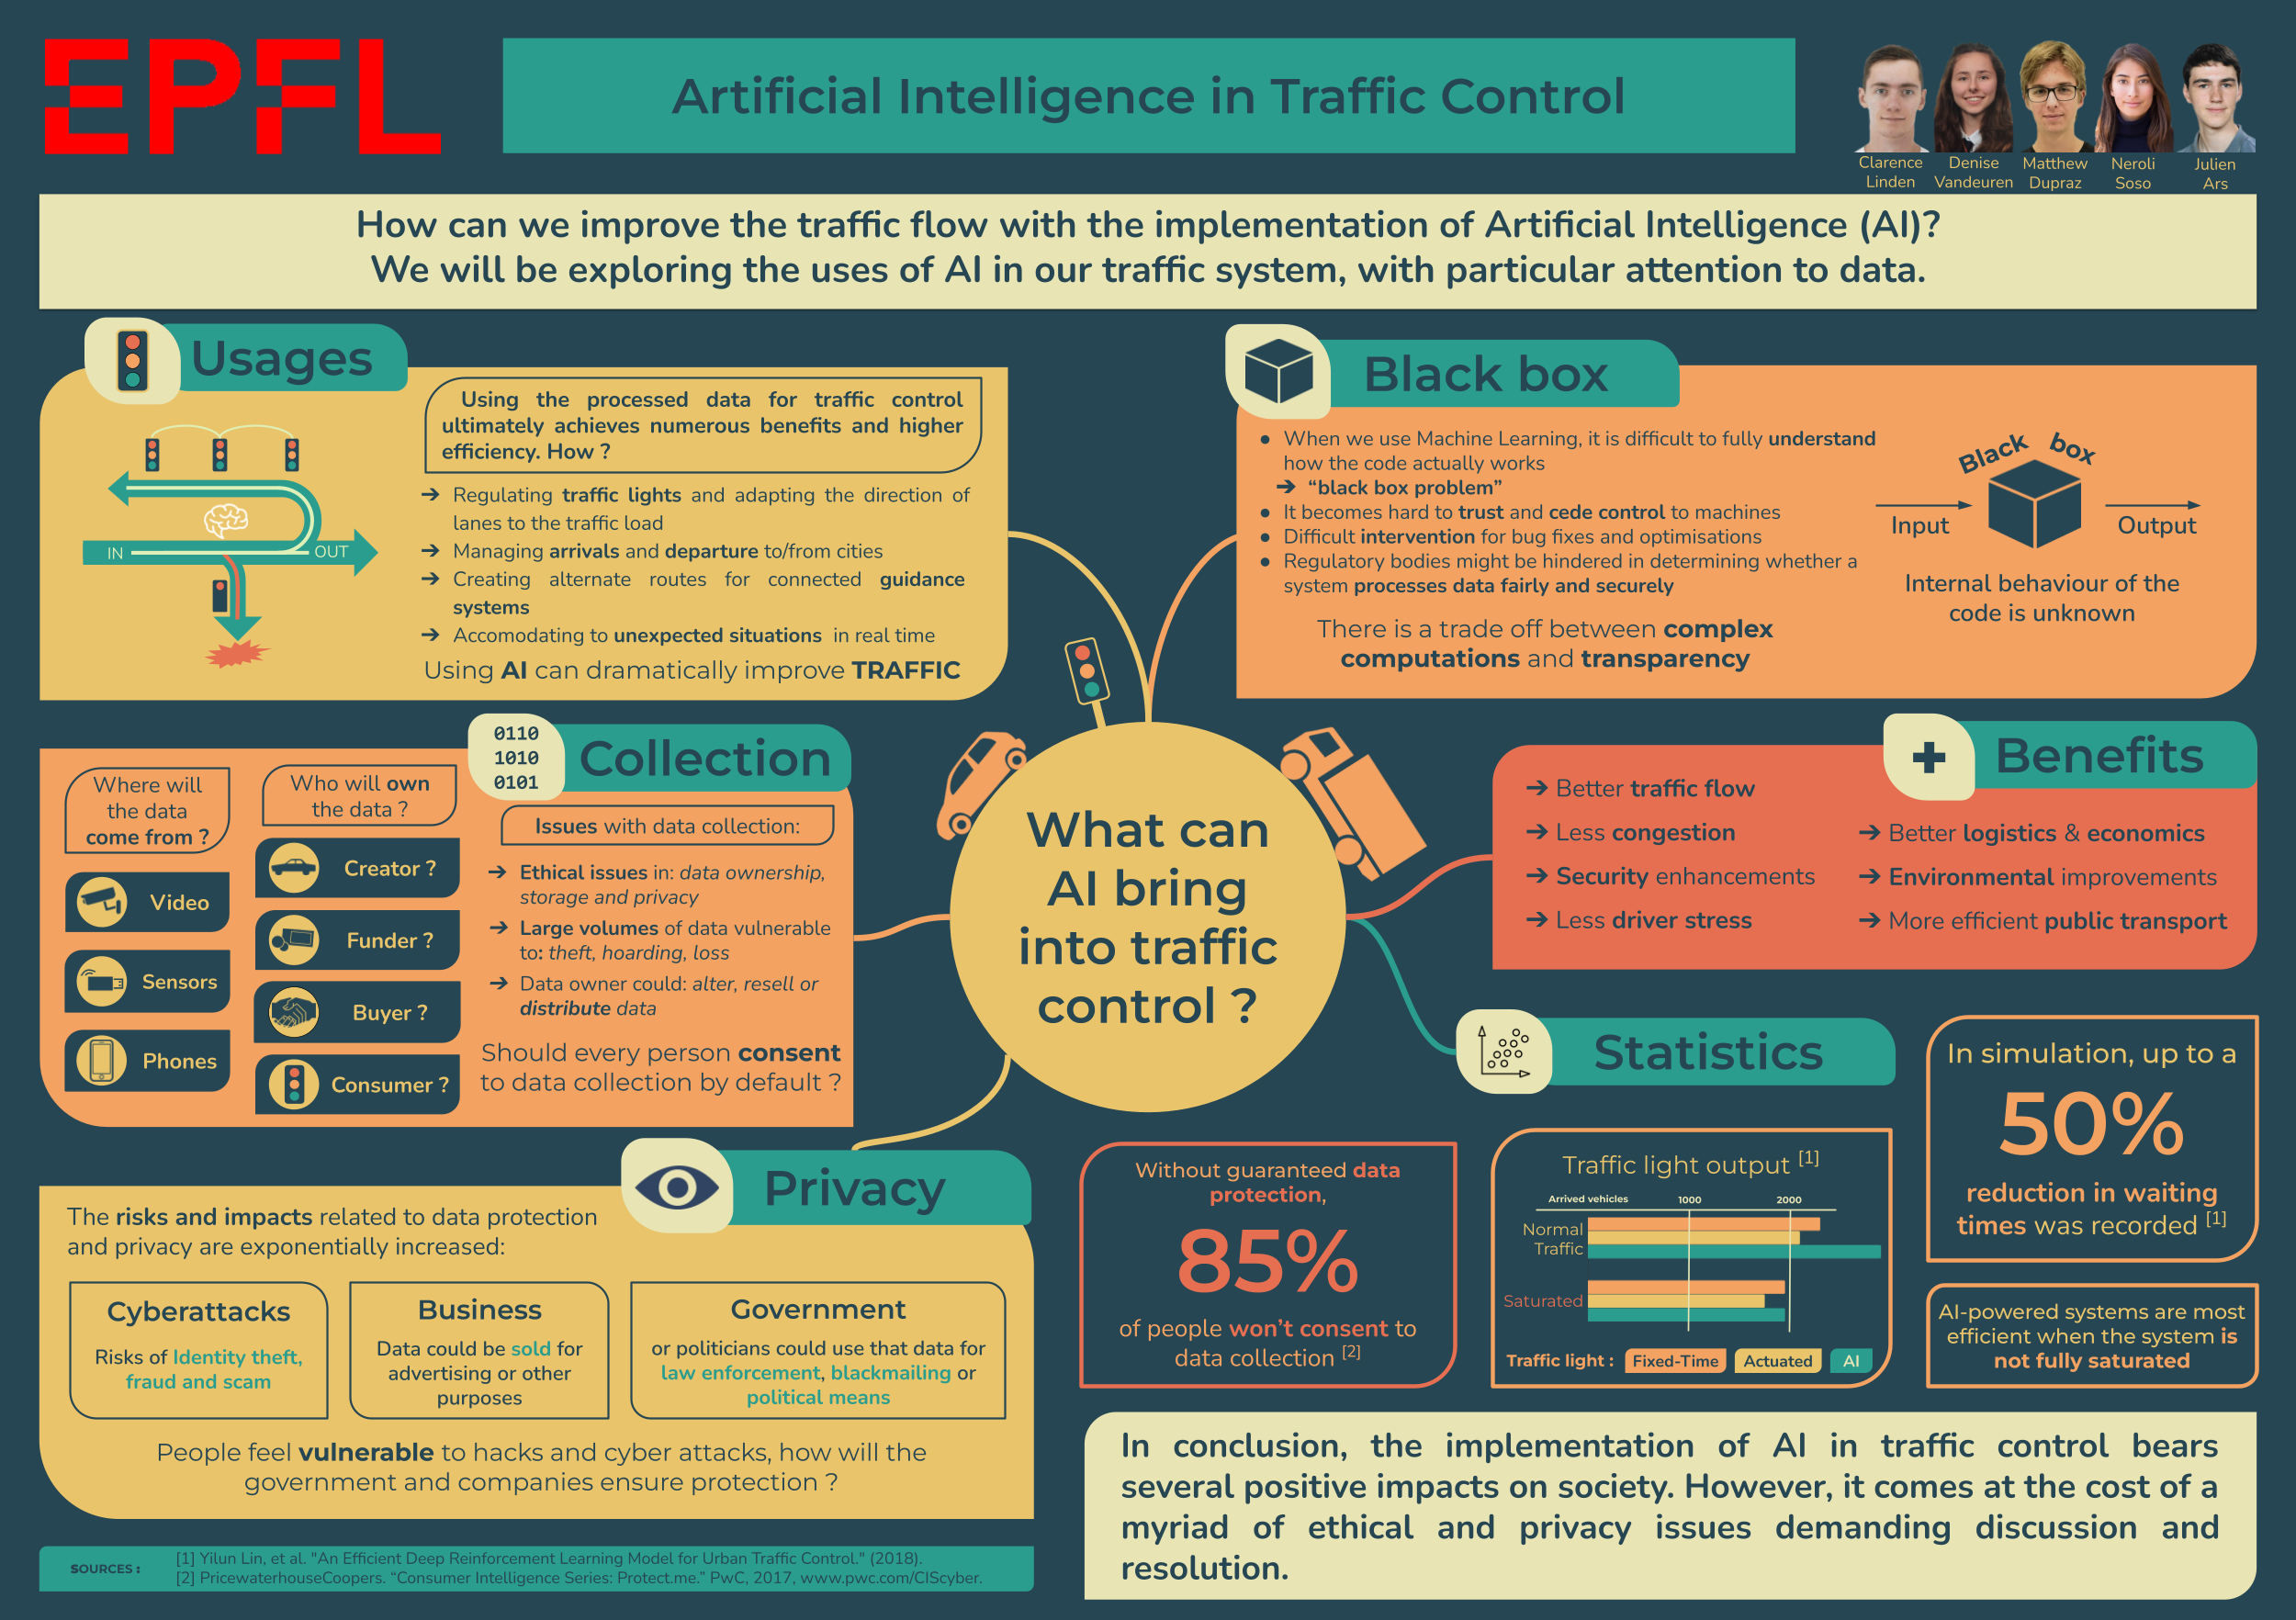 EPFL
Artificial Intelligence in Traffic Control
Clarence
Linden
Denise
Vandeuren
Matthew
Dupraz
Neroli
Soso
Julien
Ars
How can we improve the traffic flow with the implementation of Artificial Intelligence (AI)?
We will be exploring the uses of AI in our traffic system, with particular attention to data.
Usages
IN
OUT
Using the processed data for traffic control
ultimately achieves numerous benefits and higher
efficiency. How ?
➔ Regulating traffic lights and adapting the direction of
lanes to the traffic load
➔ Managing arrivals and departure to/from cities
➔ Creating alternate routes for connected guidance
systems
➔ Accomodating to unexpected situations in real time
Using AI can dramatically improve TRAFFIC
Black box
● When we use Machine Learning, it is difficult to fully understand
how the code actually works
➔ “black box problem”
● It becomes hard to trust and cede control to machines
● Difficult intervention for bug fixes and optimisations
● Regulatory bodies might be hindered in determining whether a
system processes data fairly and securely
There is a trade off between complex
computations and transparency
Black box
Input
Output
Internal behaviour of the
code is unknown
0110
1010
0101
Collection
Where will
the data
come from ?
Video
Sensors
Phones
Who will own
the data ?
Creator ?
Funder ?
Buyer ?
Consumer ?
Issues with data collection:
➔ Ethical issues in: data ownership,
storage and privacy
➔ Large volumes of data vulnerable
to: theft, hoarding, loss
➔ Data owner could: alter, resell or
distribute data
Should every person consent
to data collection by default ?
What can
AI bring
into traffic
control ?
Benefits
➔ Better traffic flow
➔ Less congestion
➔ Security enhancements
➔ Less driver stress
➔ Better logistics & economics
➔ Environmental improvements
➔ More efficient public transport
Privacy
The risks and impacts related to data protection
and privacy are exponentially increased:
Cyberattacks
Risks of Identity theft,
fraud and scam
Business
Data could be sold for
advertising or other
purposes
Government
or politicians could use that data for
law enforcement, blackmailing or
political means
People feel vulnerable to hacks and cyber attacks, how will the
government and companies ensure protection ?
Statistics
Without guaranteed data
protection,
85%
of people won’t consent to
data collection [2]
Traffic light output [1]
Arrived vehicles 1000 2000
Normal
Traffic
Saturated
Traffic light : Fixed-Time Actuated AI
In simulation, up to a
50%
reduction in waiting
times was recorded [1]
AI-powered systems are most
efficient when the system is
not fully saturated
In conclusion, the implementation of AI in traffic control bears
several positive impacts on society. However, it comes at the cost of a
myriad of ethical and privacy issues demanding discussion and
resolution.
SOURCES :
[1] Yilun Lin, et al. "An Efficient Deep Reinforcement Learning Model for Urban Traffic Control." (2018).
[2] PricewaterhouseCoopers. “Consumer Intelligence Series: Protect.me.” PwC, 2017, www.pwc.com/CIScyber.